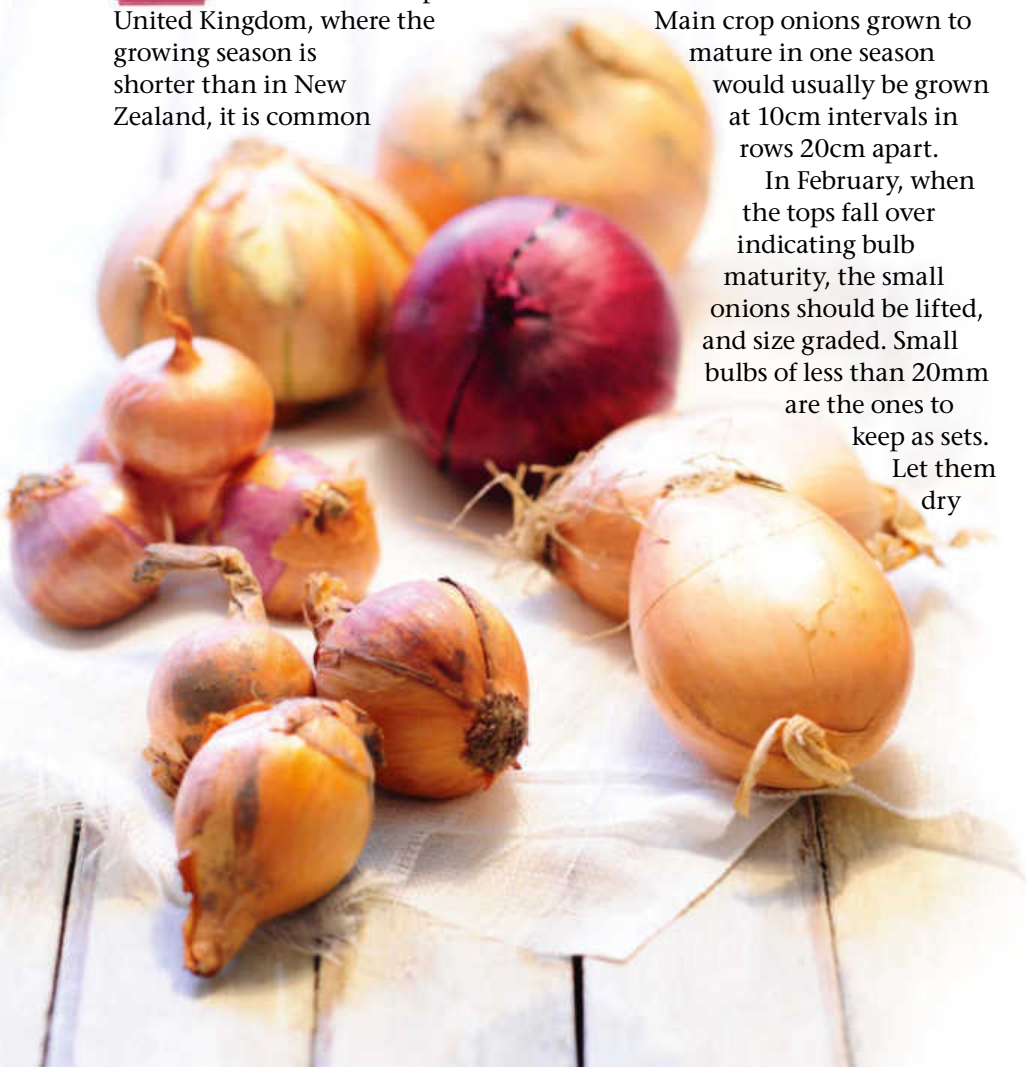 United Kingdom, where the
growing season is
shorter than in New
Zealand, it is common
Main crop onions grown to
mature in one season
would usually be grown
at 10cm intervals in
rows 20cm apart.
In February, when
the tops fall over
indicating bulb
maturity, the small
onions should be lifted,
and size graded. Small
bulbs of less than 20mm
are the ones to
keep as sets.
Let them
dry